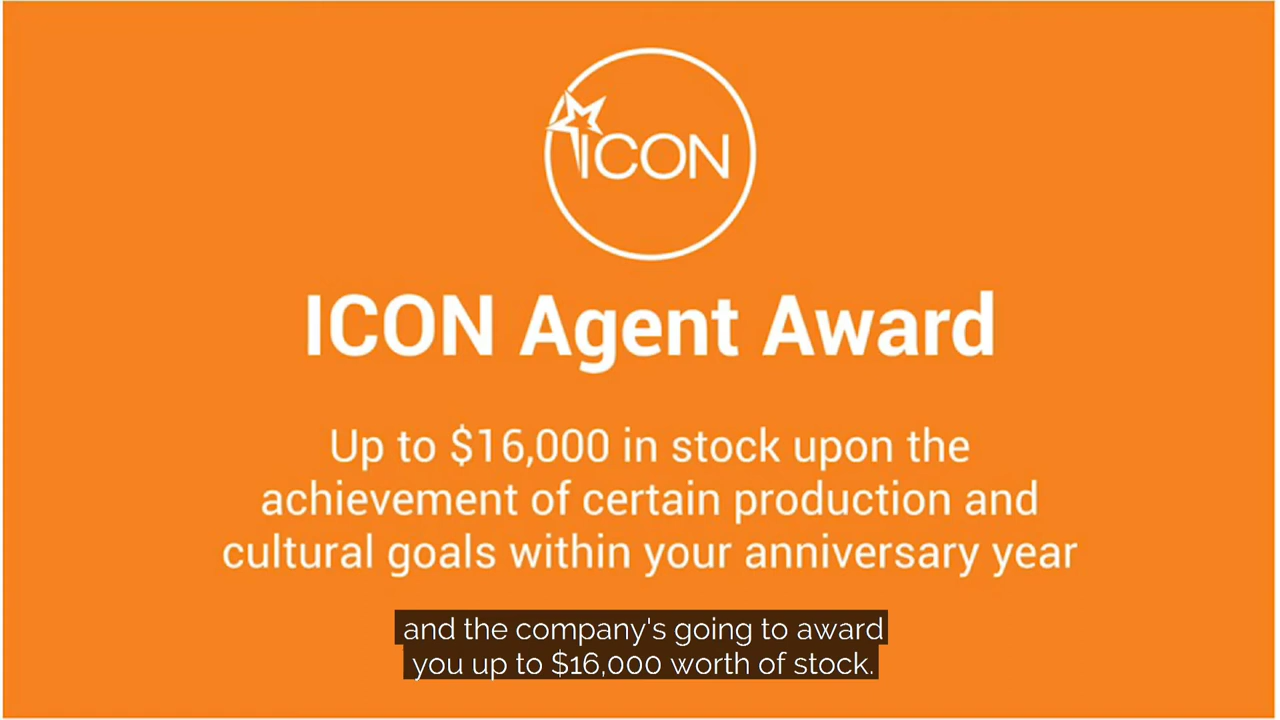 ICON
ICON Agent Award
Up to $16,000 in stock upon the
achievement of certain production and
cultural goals within your anniversary year
and the company's going to award
you up to $16,000 worth of stock.